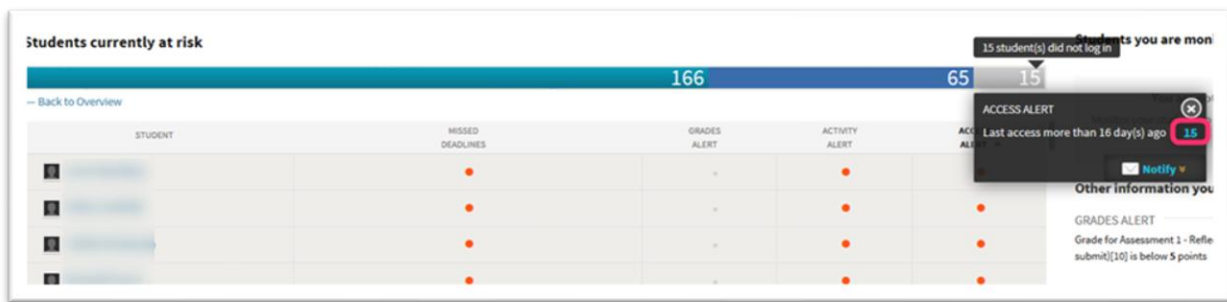 Students currently at risk
15 student(s) did not log in
Students you are moni
166
65
15
— Back to Overview
ACCESS ALERT
Last access more than 16 day(s) ago 15
Notify
STUDENT
MISSED
DEADLINES
GRADES
ALERT
ACTIVITY
ALERT
Other information you
GRADES ALERT
Grade for Assessment 1 - Refle
submit)[10] is below 5 points